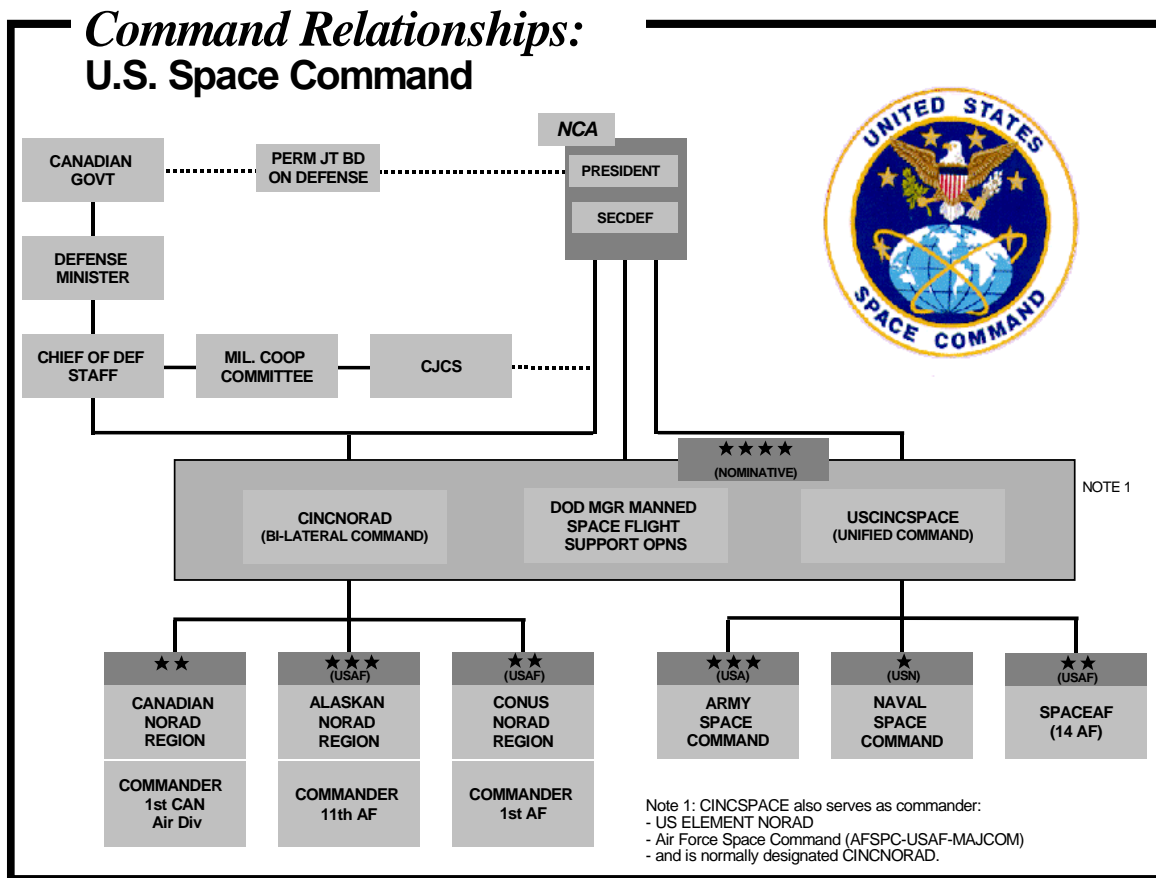 Command Relationships:
U.S. Space Command
NCA
PRESIDENT
SECDEF
CANADIAN
GOVT
PERM JT BD
ON DEFENSE
DEFENSE
MINISTER
CHIEF OF DEF
STAFF
MIL. COOP
COMMITTEE
CJCS
UNITED STATES
SPACE COMMAND
(NOMINATIVE)
NOTE 1
CINCNORAD
(BI-LATERAL COMMAND)
DOD MGR MANNED
SPACE FLIGHT
SUPPORT OPNS
USCINCSPACE
(UNIFIED COMMAND)
CANADIAN
NORAD
REGION
COMMANDER
1st CAN
Air Div
(USAF)
ALASKAN
NORAD
REGION
COMMANDER
11th AF
(USAF)
CONUS
NORAD
REGION
COMMANDER
1st AF
(USA)
ARMY
SPACE
COMMAND
(USN)
NAVAL
SPACE
COMMAND
(USAF)
SPACEAF
(14 AF)
Note 1: CINCSPACE also serves as commander:
- US ELEMENT NORAD
- Air Force Space Command (AFSPC-USAF-MAJCOM)
- and is normally designated CINCNORAD.